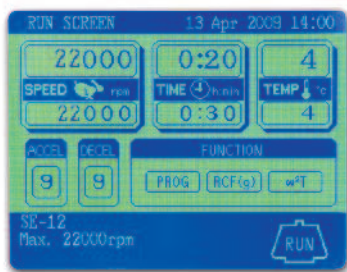 RUN SCREEN 13 Apr 2009 14:00
22000 0:20 4
SPEED rpm TIME h:min TEMP °C
22000 0:30 4
ACCEL DECEL FUNCTION
9 9 PROG RCF(g) ω²T
SE-12
Max. 22000rpm RUN